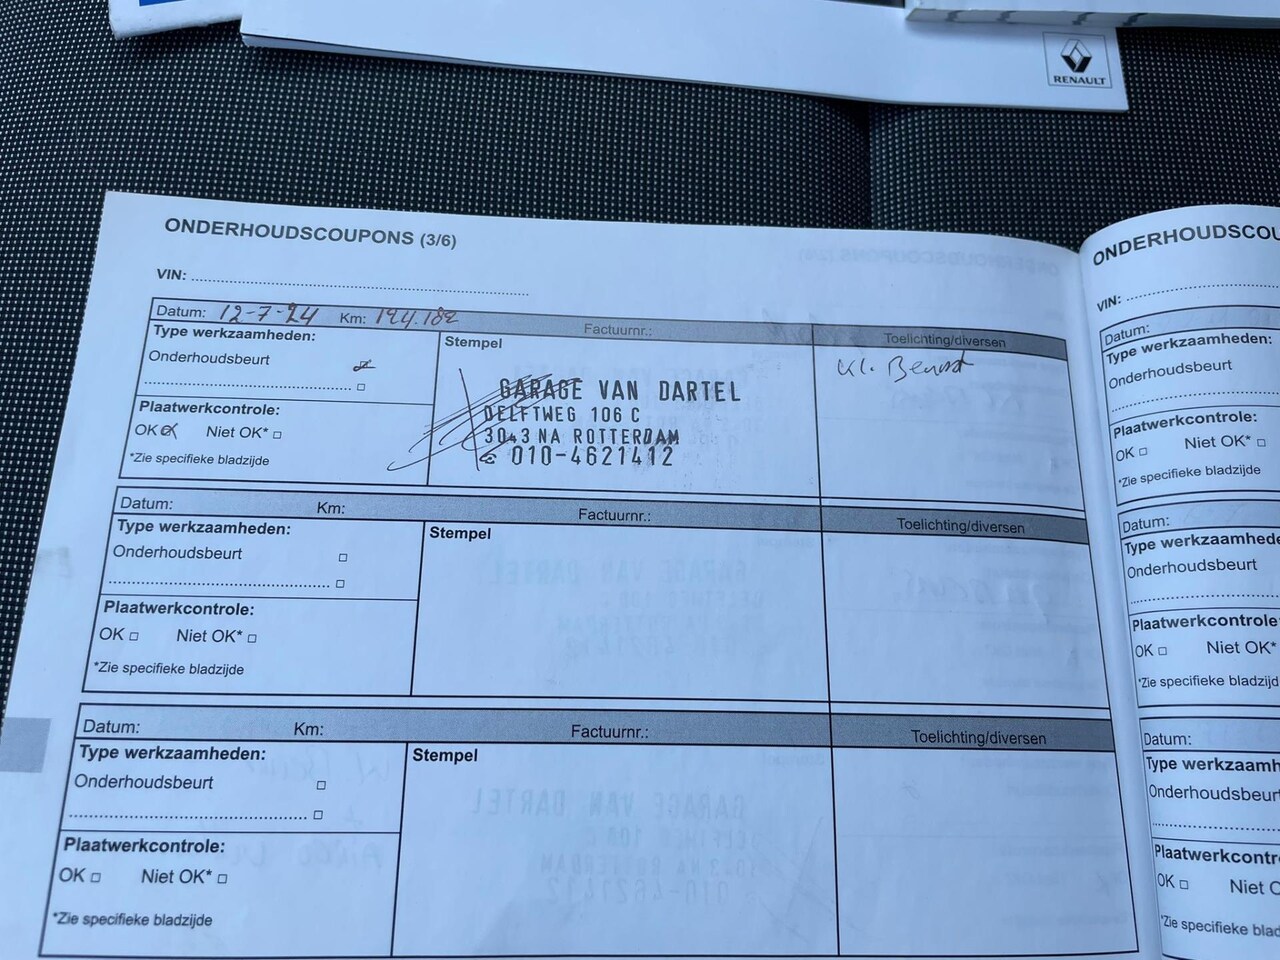 RENAULT
ONDERHOUDSCOUPONS (3/6)
VIN:
Datum: 12-7-24 Km: 194.182 Factuurnr.: Toelichting/diversen
Type werkzaamheden:
Onderhoudsbeurt
Stempel
Kl. Beurt
GARAGE VAN DARTEL
DELFTWEG 106 C
3043 NA ROTTERDAM
☎ 010-4621412
Plaatwerkcontrole:
OK Niet OK*
*Zie specifieke bladzijde
Datum: Km: Factuurnr.: Toelichting/diversen
Type werkzaamheden:
Onderhoudsbeurt
Stempel
Plaatwerkcontrole:
OK Niet OK*
*Zie specifieke bladzijde
Datum: Km: Factuurnr.: Toelichting/diversen
Type werkzaamheden:
Onderhoudsbeurt
Stempel
Plaatwerkcontrole:
OK Niet OK*
*Zie specifieke bladzijde
ONDERHOUDSCOU
VIN:
Datum:
Type werkzaamheden:
Onderhoudsbeurt
Plaatwerkcontrole:
OK Niet OK*
*Zie specifieke bladzijde
Datum:
Type werkzaamhede
Onderhoudsbeurt
Plaatwerkcontrole
OK Niet OK*
*Zie specifieke bladzijd
Datum:
Type werkzaamh
Onderhoudsbeurt
Plaatwerkcontr
OK Niet O
*Zie specifieke blad